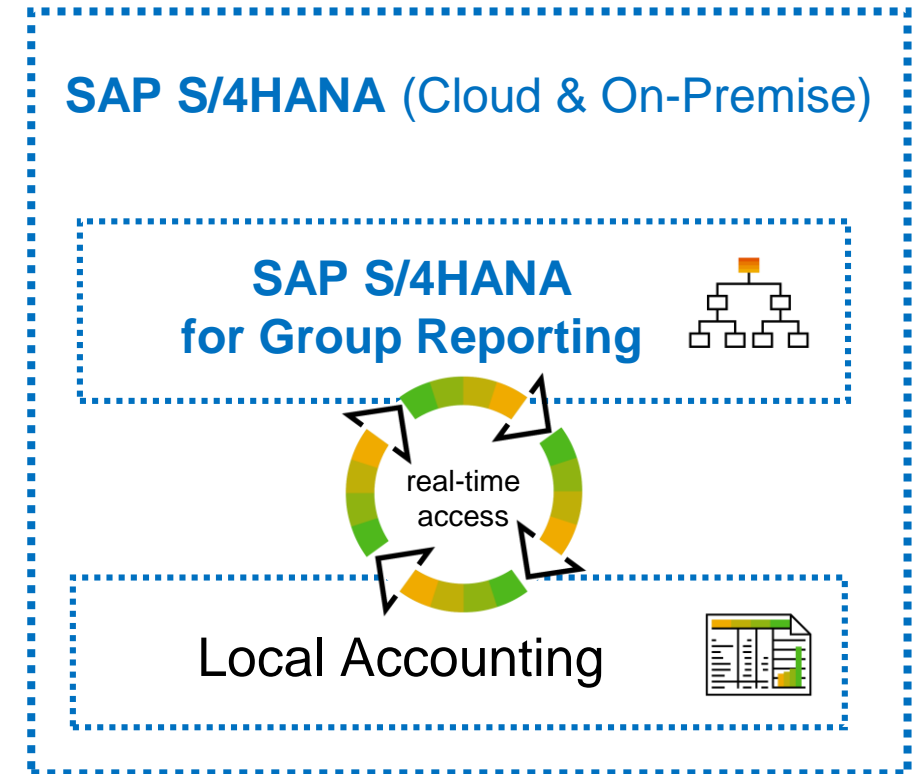 SAP S/4HANA (Cloud & On-Premise)
SAP S/4HANA
for Group Reporting
real-time
access
Local Accounting